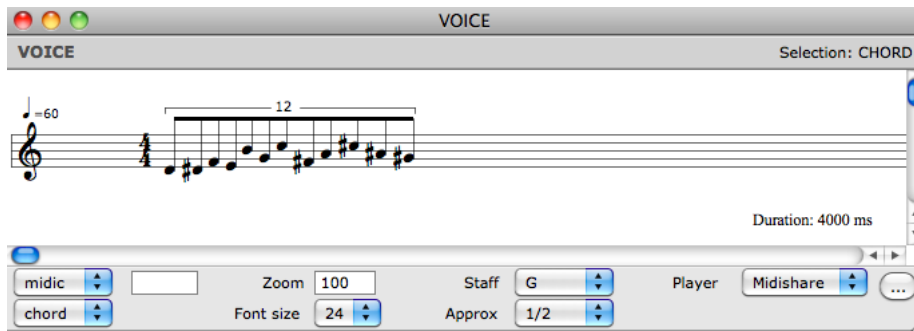 VOICE
VOICE Selection: CHORD
=60 12
4
4
Duration: 4000 ms
midic Zoom 100 Staff G Player Midishare ...
chord Font size 24 Approx 1/2